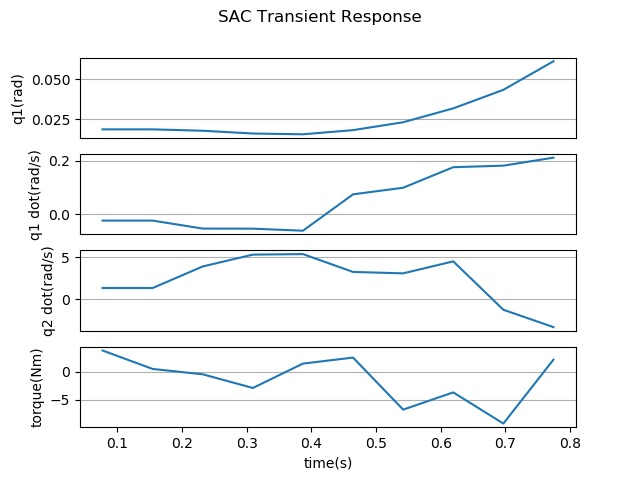 SAC Transient Response
q1(rad)
0.050
0.025
q1 dot(rad/s)
0.2
0.0
q2 dot(rad/s)
5
0
torque(Nm)
0
−5
0.1 0.2 0.3 0.4 0.5 0.6 0.7 0.8
time(s)